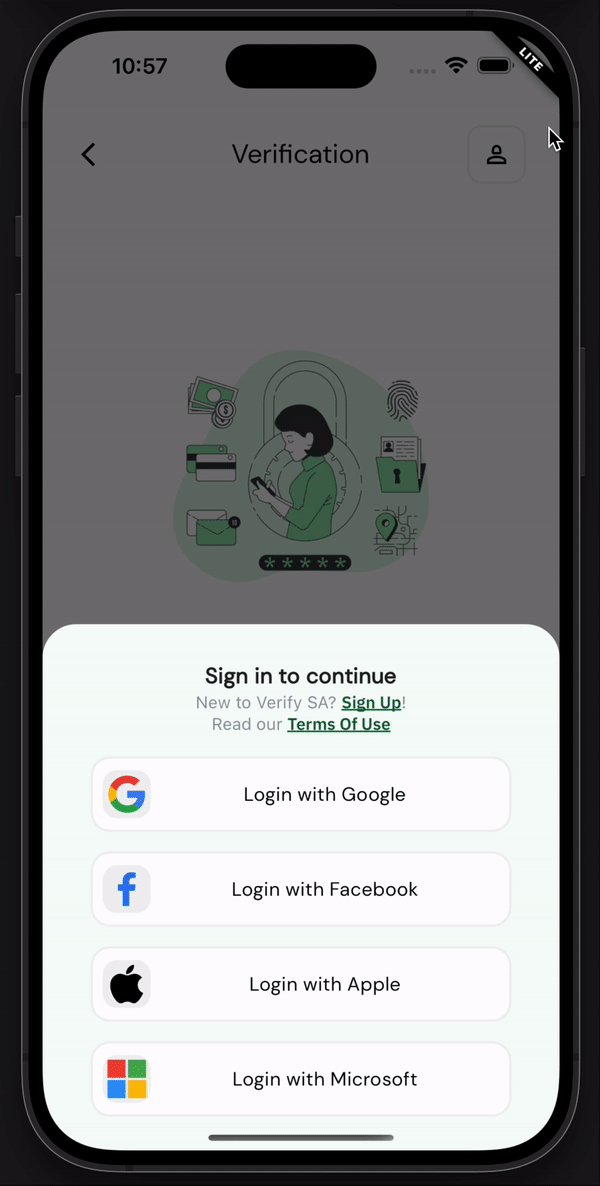 10:57
LITE
Verification
$
*****
Sign in to continue
New to Verify SA? Sign Up!
Read our Terms Of Use
Login with Google
Login with Facebook
Login with Apple
Login with Microsoft